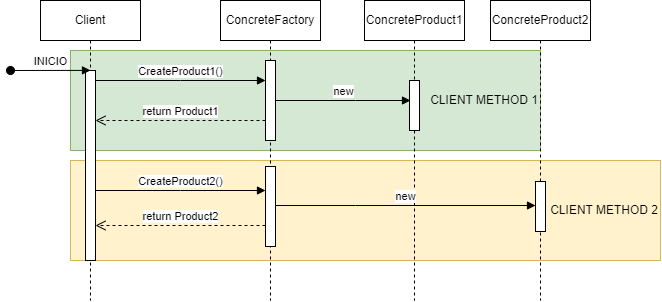 Client
ConcreteFactory
ConcreteProduct1
ConcreteProduct2
INICIO
CreateProduct1()
new
CLIENT METHOD 1
return Product1
CreateProduct2()
new
CLIENT METHOD 2
return Product2